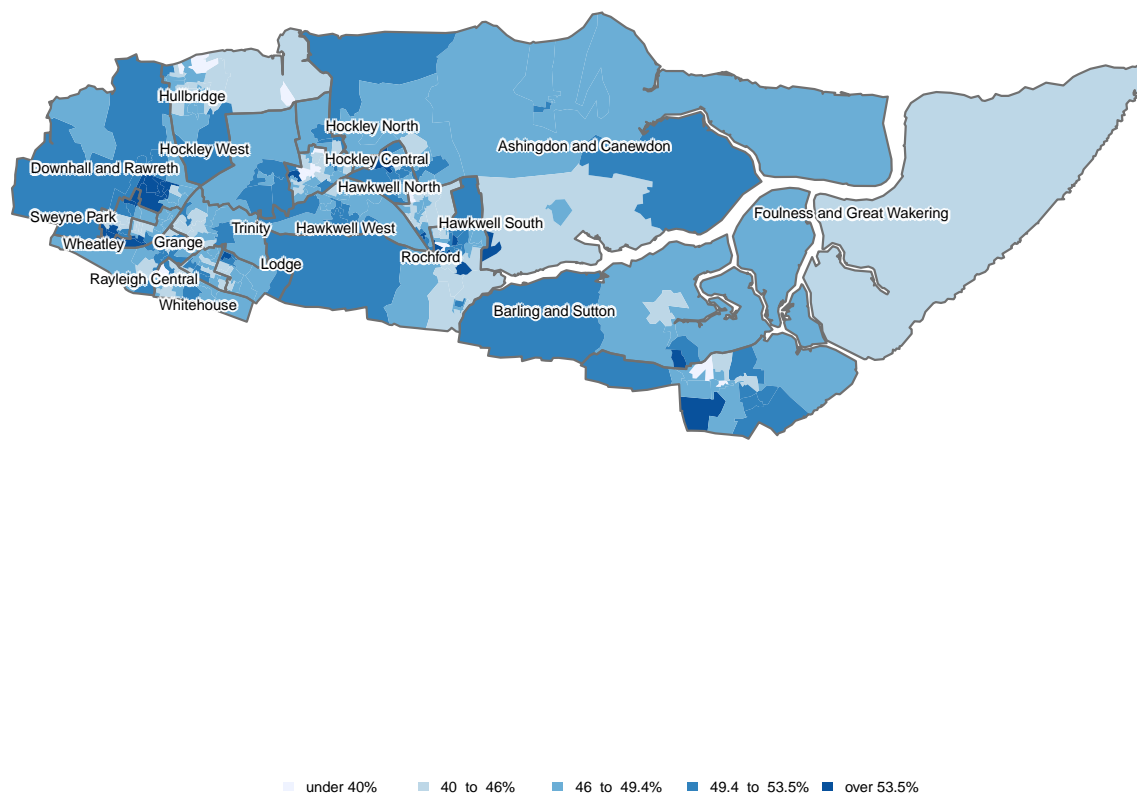 Hullbridge
Hockley North
Hockley West
Hockley Central
Ashingdon and Canewdon
Downhall and Rawreth
Hawkwell North
Sweyne Park
Foulness and Great Wakering
Hawkwell South
Trinity
Hawkwell West
Wheatley
Grange
Rochford
Lodge
Rayleigh Central
Whitehouse
Barling and Sutton
under 40% 40 to 46% 46 to 49.4% 49.4 to 53.5% over 53.5%